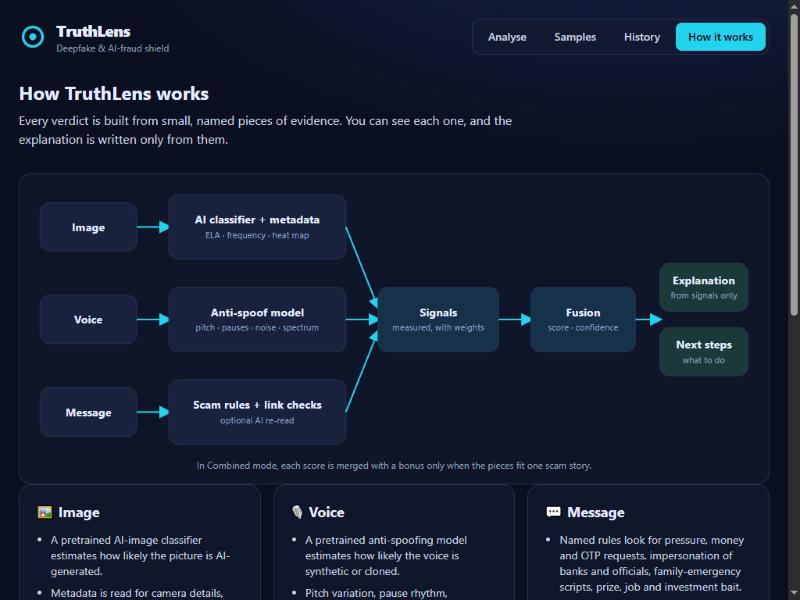 TruthLens
Deepfake & AI-fraud shield
Analyse
Samples
History
How it works
How TruthLens works
Every verdict is built from small, named pieces of evidence. You can see each one, and the
explanation is written only from them.
Image
AI classifier + metadata
ELA · frequency · heat map
Voice
Anti-spoof model
pitch · pauses · noise · spectrum
Message
Scam rules + link checks
optional AI re-read
Signals
measured, with weights
Fusion
score · confidence
Explanation
from signals only
Next steps
what to do
In Combined mode, each score is merged with a bonus only when the pieces fit one scam story.
Image
• A pretrained AI-image classifier
estimates how likely the picture is AI-
generated.
• Metadata is read for camera details,
Voice
• A pretrained anti-spoofing model
estimates how likely the voice is
synthetic or cloned.
• Pitch variation, pause rhythm,
Message
• Named rules look for pressure, money
and OTP requests, impersonation of
banks and officials, family-emergency
scripts, prize, job and investment bait.